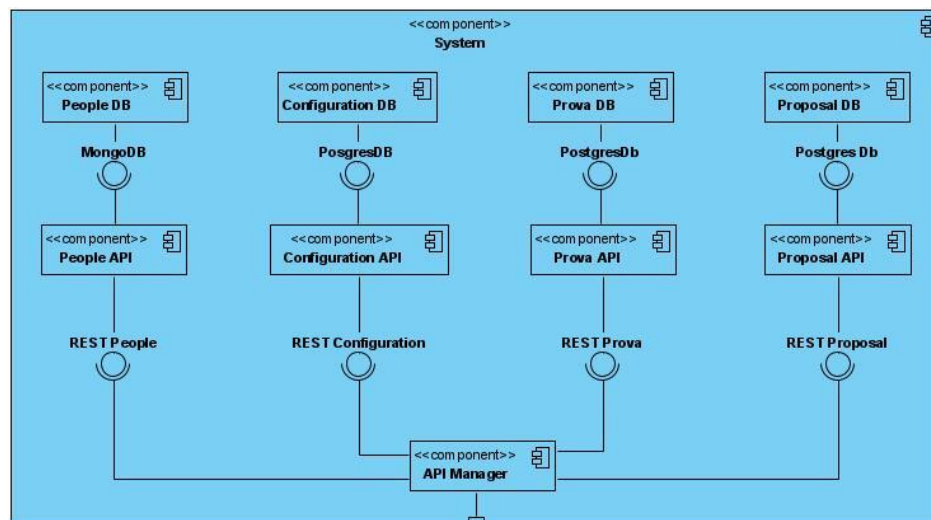 <<component>>
System
<<component>>
People DB
<<component>>
Configuration DB
<<component>>
Prova DB
<<component>>
Proposal DB
MongoDB
PosgresDB
PostgresDb
Postgres Db
<<component>>
People API
<<component>>
Configuration API
<<component>>
Prova API
<<component>>
Proposal API
REST People
REST Configuration
REST Prova
REST Proposal
<<component>>
API Manager